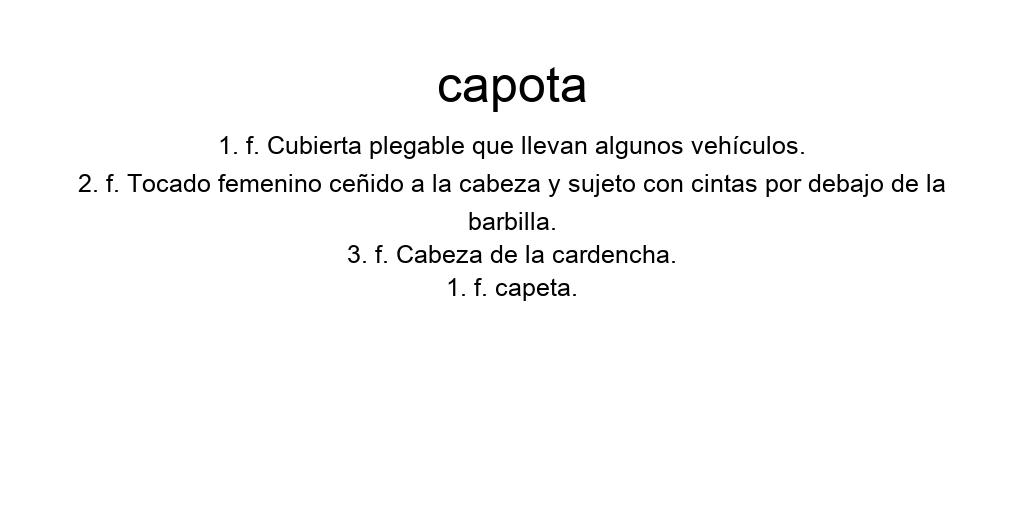 capota
1. f. Cubierta plegable que llevan algunos vehículos.
2. f. Tocado femenino ceñido a la cabeza y sujeto con cintas por debajo de la
barbilla.
3. f. Cabeza de la cardencha.
1. f. capeta.